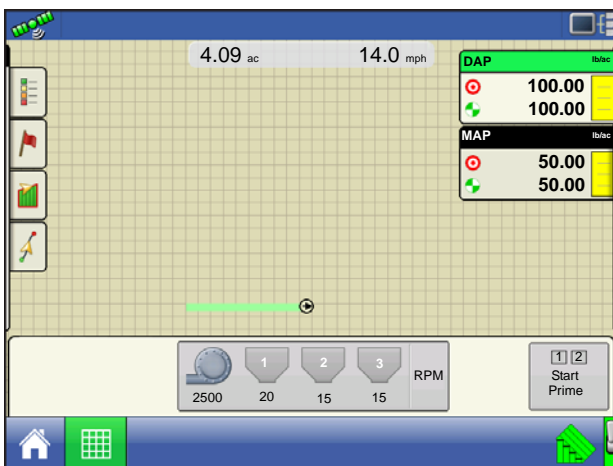 4.09 ac 14.0 mph
DAP lb/ac
100.00
100.00
MAP lb/ac
50.00
50.00
1 2 3
RPM
2500 20 15 15
1 2
Start
Prime